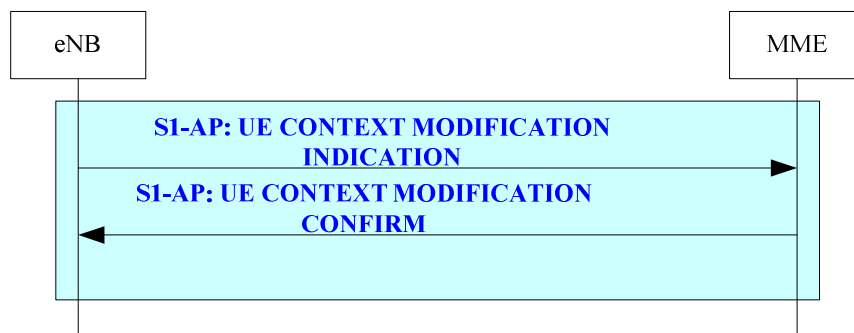 eNB
MME
S1-AP: UE CONTEXT MODIFICATION
INDICATION
S1-AP: UE CONTEXT MODIFICATION
CONFIRM